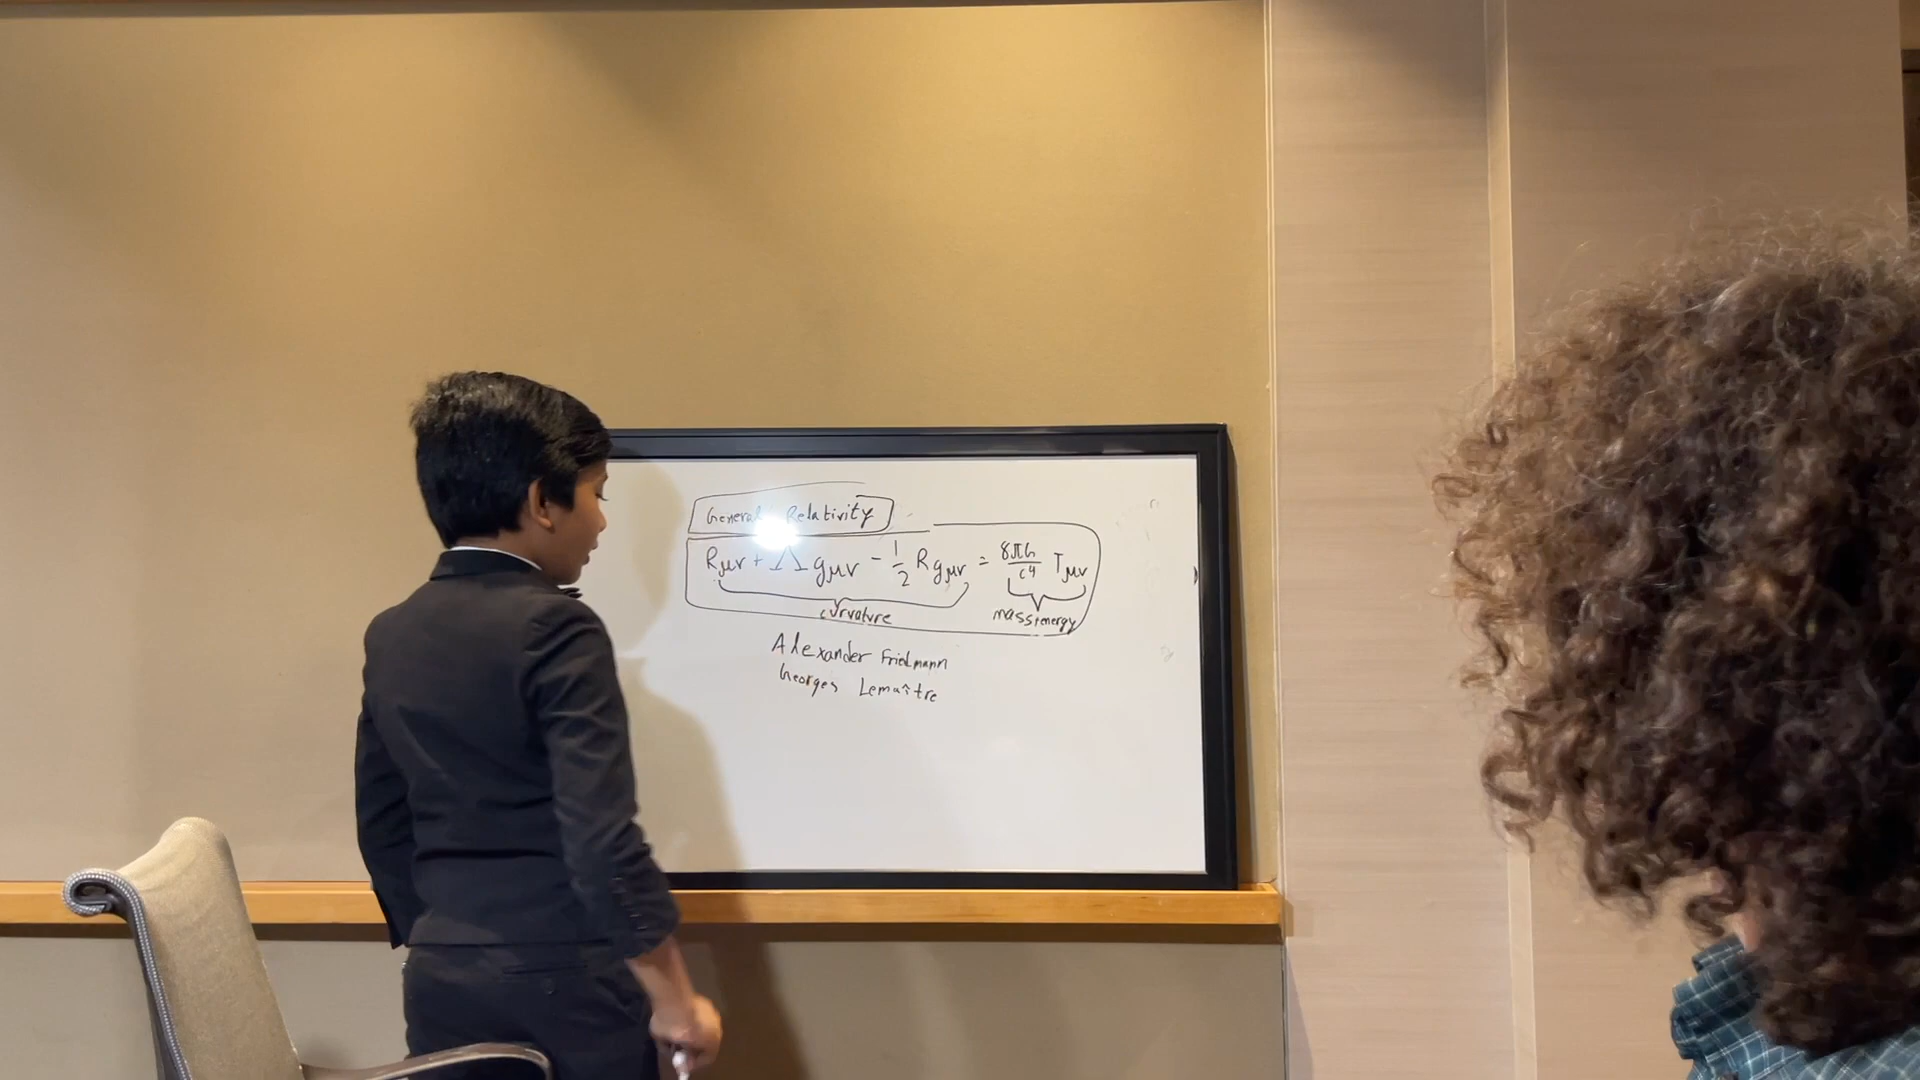 General Relativity
Rμν + Λ gμν - 1/2 R gμν = 8πG/c4 Tμν
curvature
mass+energy
Alexander Friedmann
Georges Lemaître